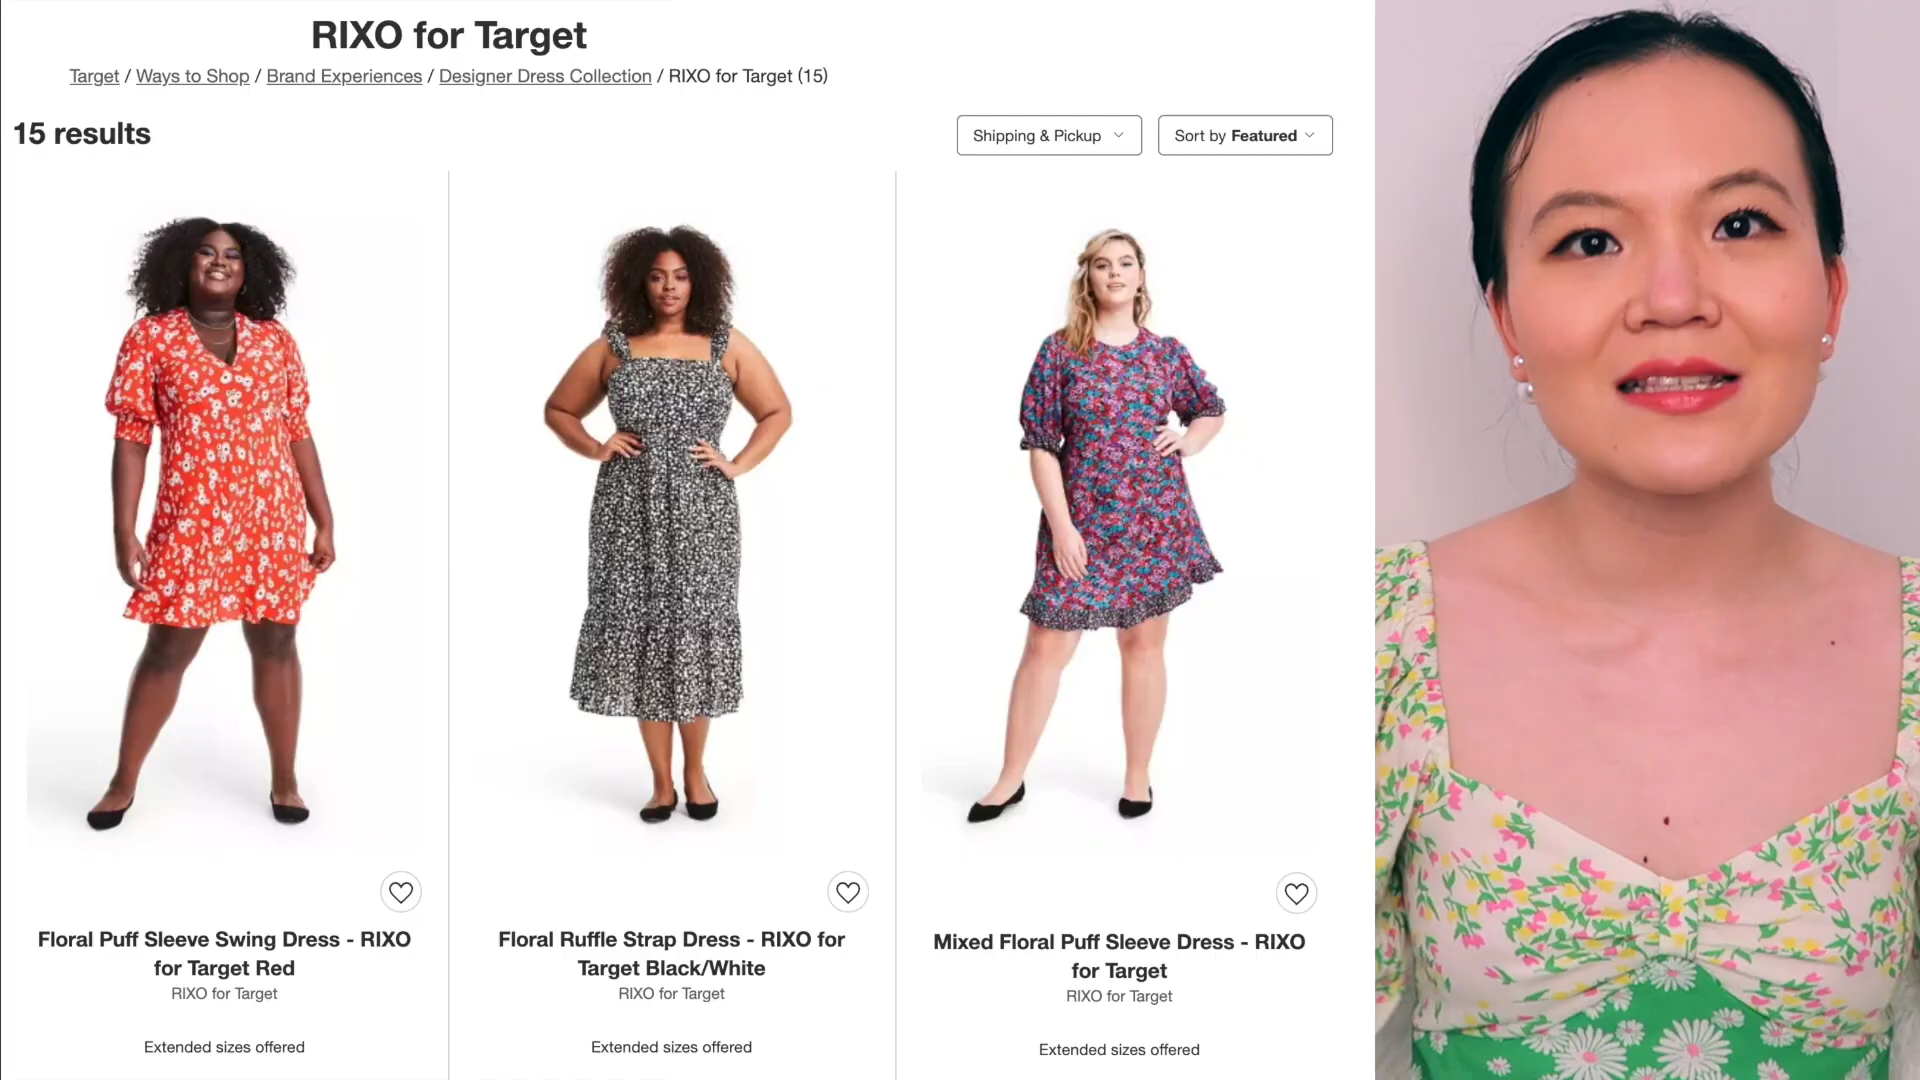 RIXO for Target
Target / Ways to Shop / Brand Experiences / Designer Dress Collection / RIXO for Target (15)
15 results
Shipping & Pickup
Sort by Featured
Floral Puff Sleeve Swing Dress - RIXO
for Target Red
RIXO for Target
Extended sizes offered
Floral Ruffle Strap Dress - RIXO for
Target Black/White
RIXO for Target
Extended sizes offered
Mixed Floral Puff Sleeve Dress - RIXO
for Target
RIXO for Target
Extended sizes offered